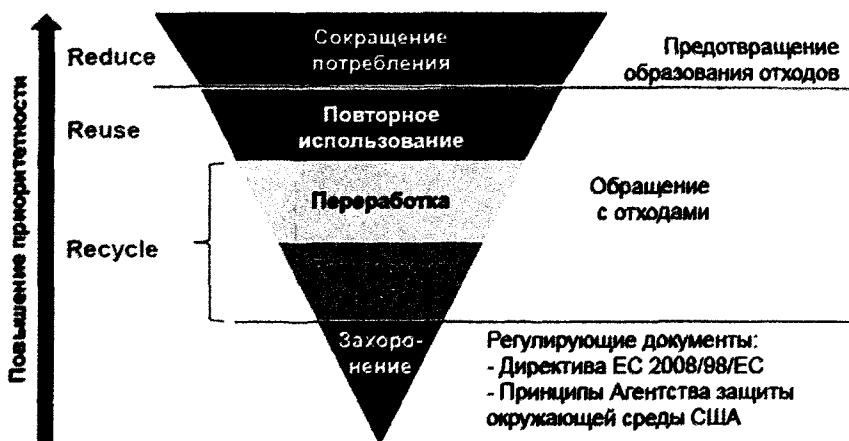 Повышение приоритетности
Reduce
Сокращение
потребления
Предотвращение
образования отходов
Reuse
Повторное
использование
Переработка
Обращение
с отходами
Recycle
Захоро-
нение
Регулирующие документы:
- Директива ЕС 2008/98/ЕС
- Принципы Агентства защиты
окружающей среды США